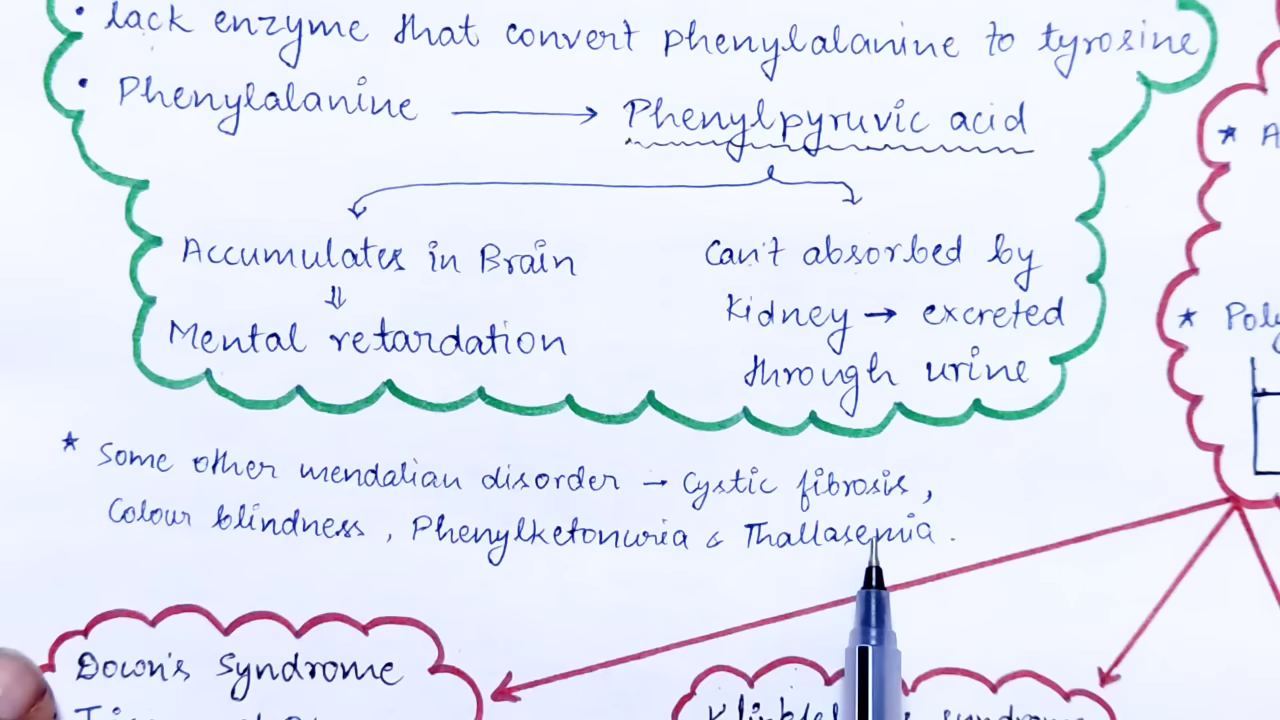 • lack enzyme that convert phenylalanine to tyrosine
• Phenylalanine → Phenylpyruvic acid
Accumulates in Brain
⇓
Mental retardation
Can't absorbed by
kidney → excreted
through urine
* Some other mendalian disorder → Cystic fibrosis,
Colour blindness, Phenylketonuria & Thallasemia.
* A
* Poly
Down's Syndrome
syndrome